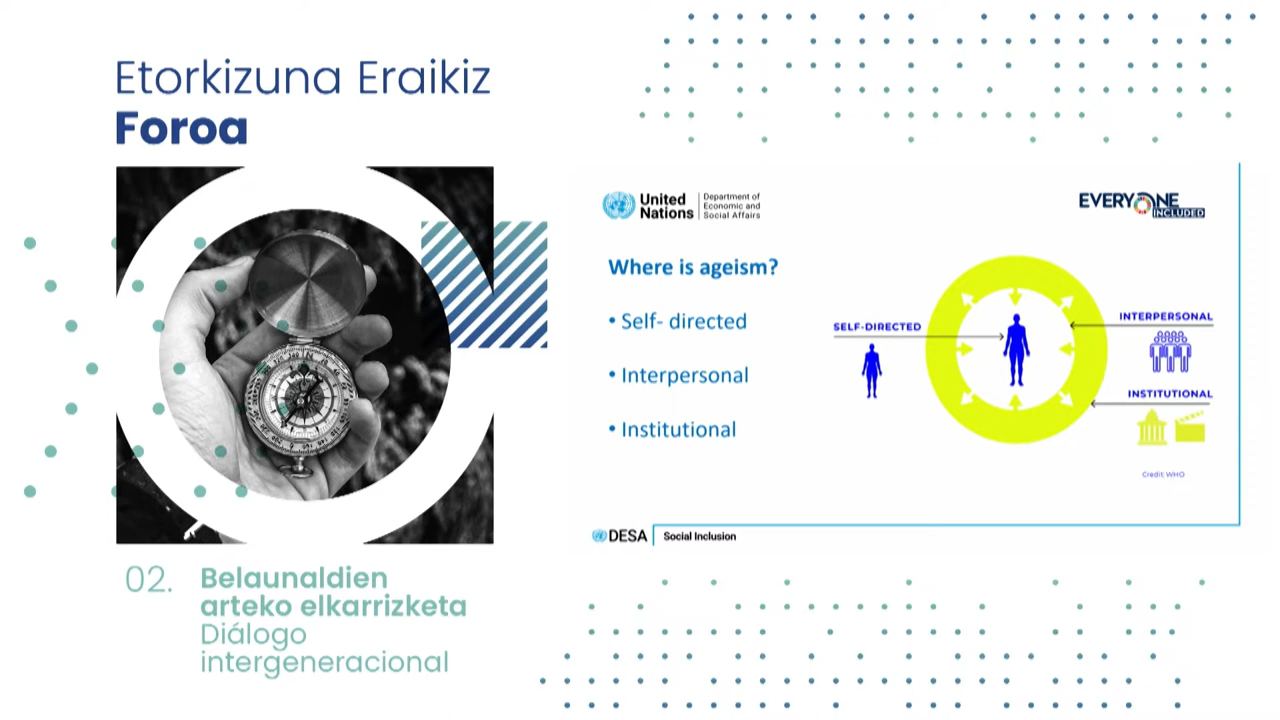 Etorkizuna Eraikiz
Foroa
United
Nations
Department of
Economic and
Social Affairs
EVERYONE
INCLUDED
Where is ageism?
• Self- directed
• Interpersonal
• Institutional
SELF-DIRECTED
INTERPERSONAL
INSTITUTIONAL
Credit: WHO
DESA
Social Inclusion
02.
Belaunaldien
arteko elkarrizketa
Diálogo
intergeneracional